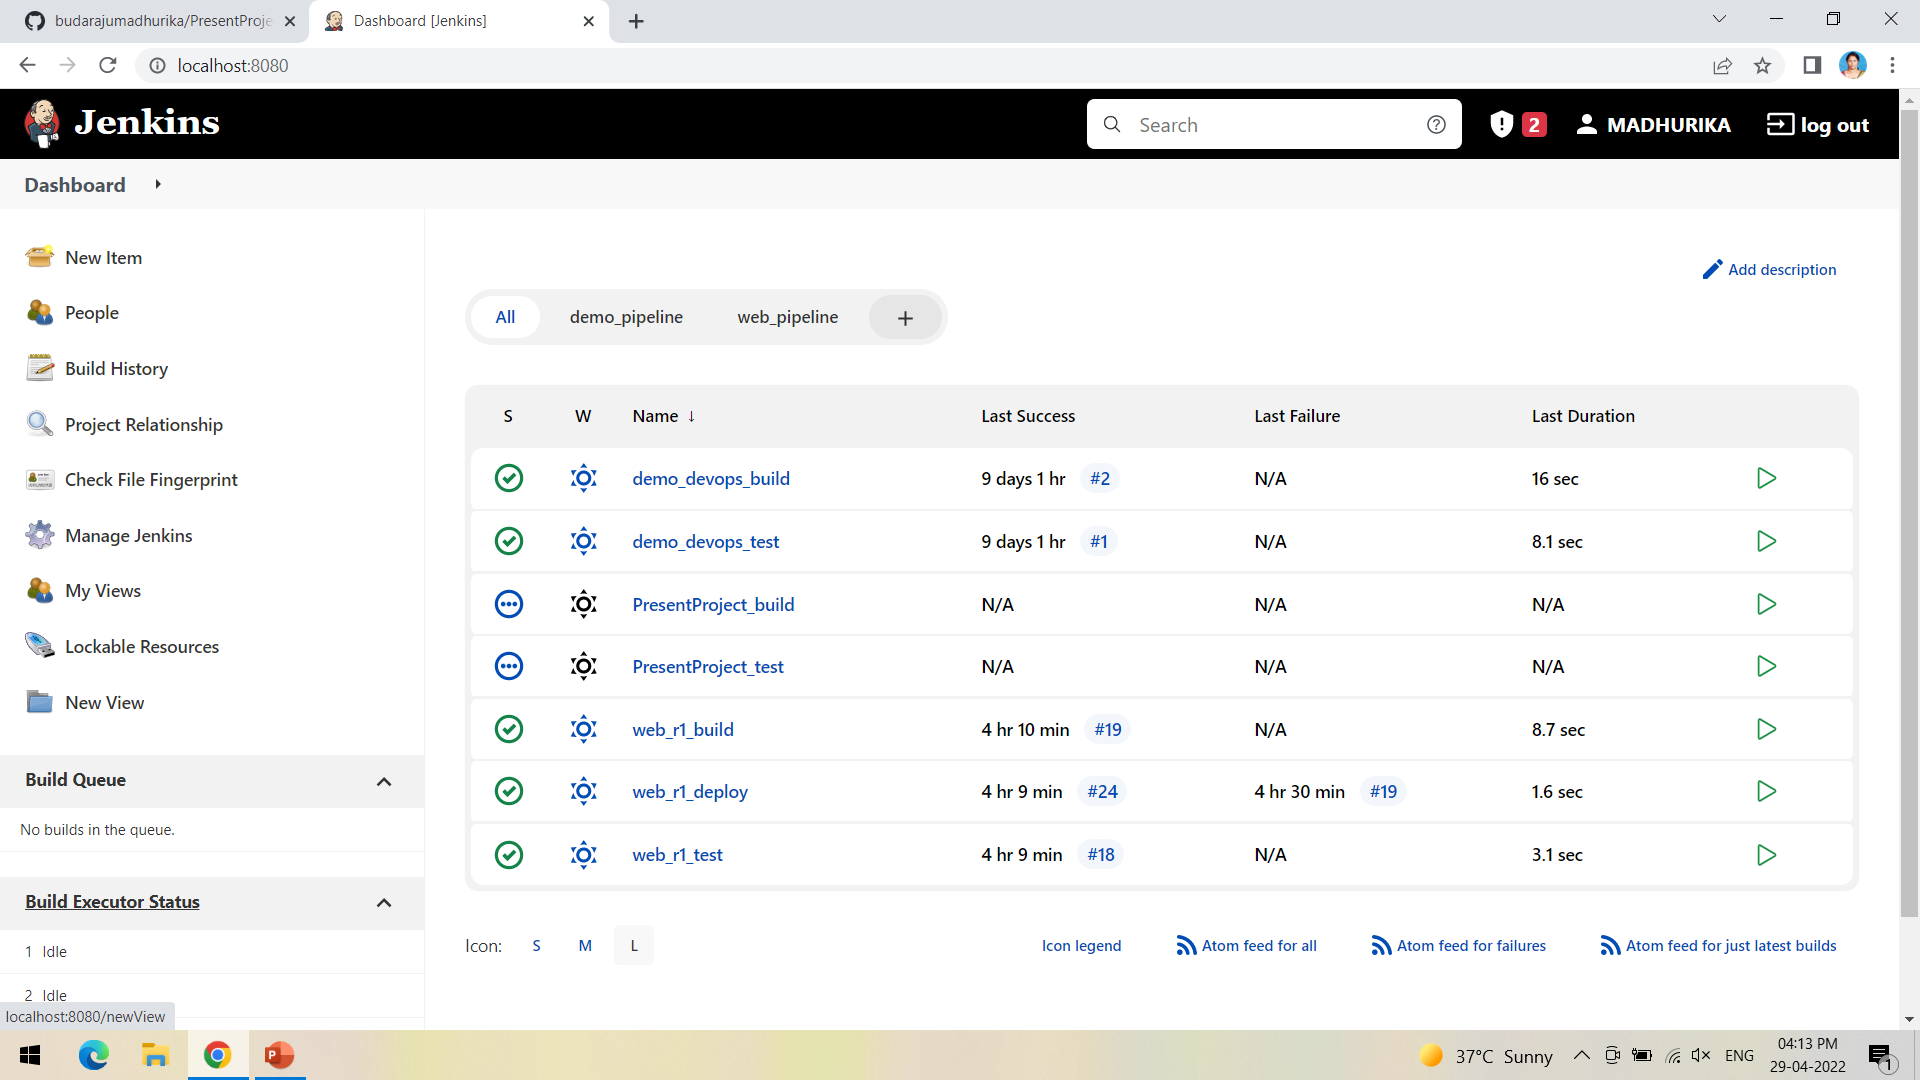 budarajumadhurika/PresentProje
Dashboard [Jenkins]
localhost:8080
Jenkins
Search
2
MADHURIKA
log out
Dashboard
New Item
People
Build History
Project Relationship
Check File Fingerprint
Manage Jenkins
My Views
Lockable Resources
New View
Build Queue
No builds in the queue.
Build Executor Status
1 Idle
2 Idle
localhost:8080/newView
Add description
All demo_pipeline web_pipeline +
S W Name ↓ Last Success Last Failure Last Duration
demo_devops_build 9 days 1 hr #2 N/A 16 sec
demo_devops_test 9 days 1 hr #1 N/A 8.1 sec
PresentProject_build N/A N/A N/A
PresentProject_test N/A N/A N/A
web_r1_build 4 hr 10 min #19 N/A 8.7 sec
web_r1_deploy 4 hr 9 min #24 4 hr 30 min #19 1.6 sec
web_r1_test 4 hr 9 min #18 N/A 3.1 sec
Icon: S M L Icon legend Atom feed for all Atom feed for failures Atom feed for just latest builds
37°C Sunny
ENG
04:13 PM
29-04-2022
1